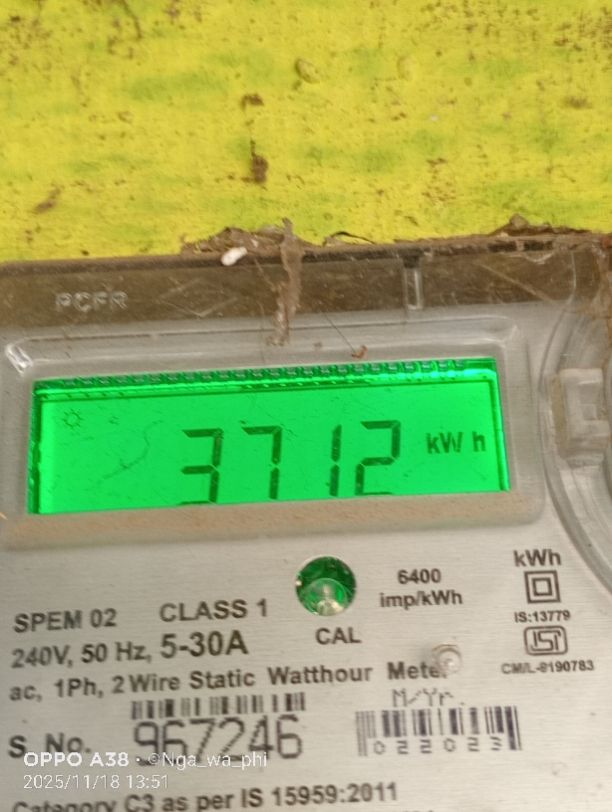 PCFR
3712 kWh
kWh
6400
imp/kWh
IS:13779
SPEM 02 CLASS 1
CAL
ISI
240V, 50 Hz, 5-30A
CM/L-9190783
ac, 1Ph, 2 Wire Static Watthour Meter
M/Yr.
S. No. 967246
022023
OPPO A38 · @Nga_wa_phi
2025/11/18 13:51
Category C3 as per IS 15959:2011